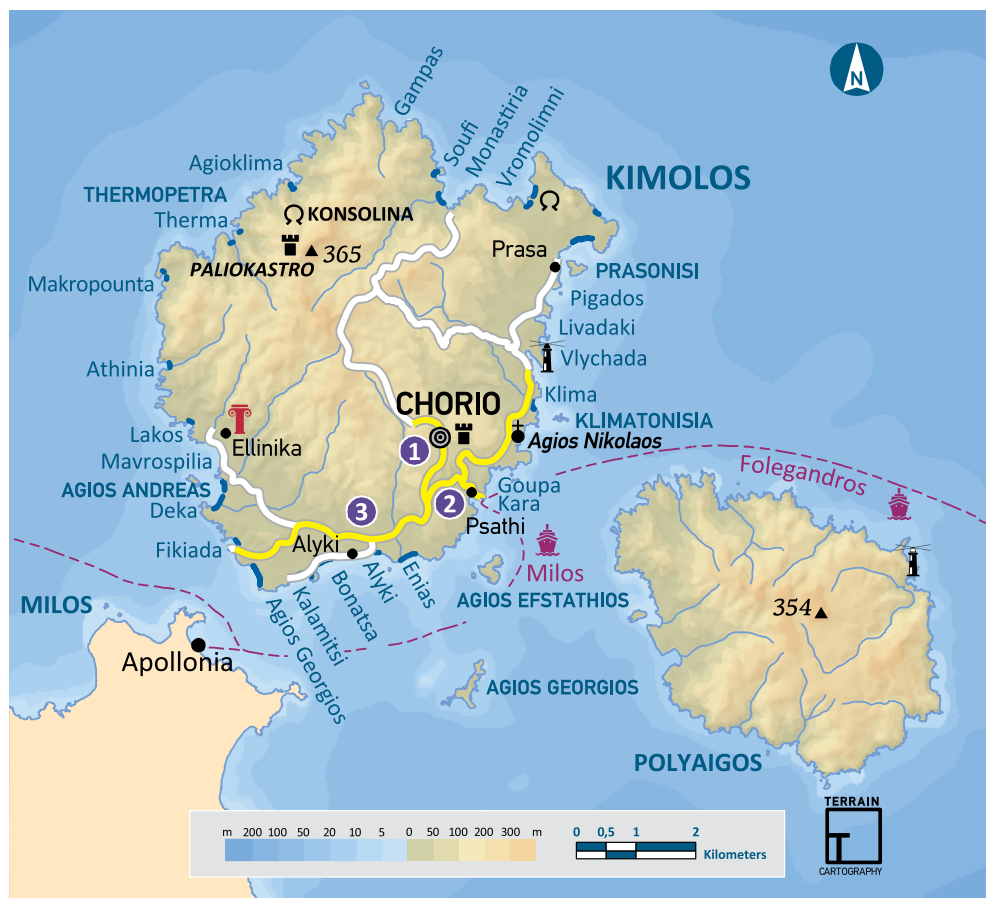 N
Gampas
Soufi
Monastiria
Vromolimni
Agioklima
KIMOLOS
THERMOPETRA
Therma
KONSOLINA
Prasa
365
PALIOKASTRO
PRASONISI
Makropounta
Pigados
Livadaki
Vlychada
Athinia
Klima
CHORIO
KLIMATONISIA
Lakos
Agios Nikolaos
Ellinika
1
Mavrospilia
Folegandros
AGIOS ANDREAS
Goupa
Kara
2
Deka
3
Psathi
Fikiada
Alyki
Milos
Enias
Alyki
Bonatsa
Kalamitsi
Agios Georgios
AGIOS EFSTATHIOS
MILOS
354
Apollonia
AGIOS GEORGIOS
POLYAIGOS
TERRAIN
T
CARTOGRAPHY
m 200 100 50 20 10 5 0 50 100 200 300 m
0 0,5 1 2
Kilometers